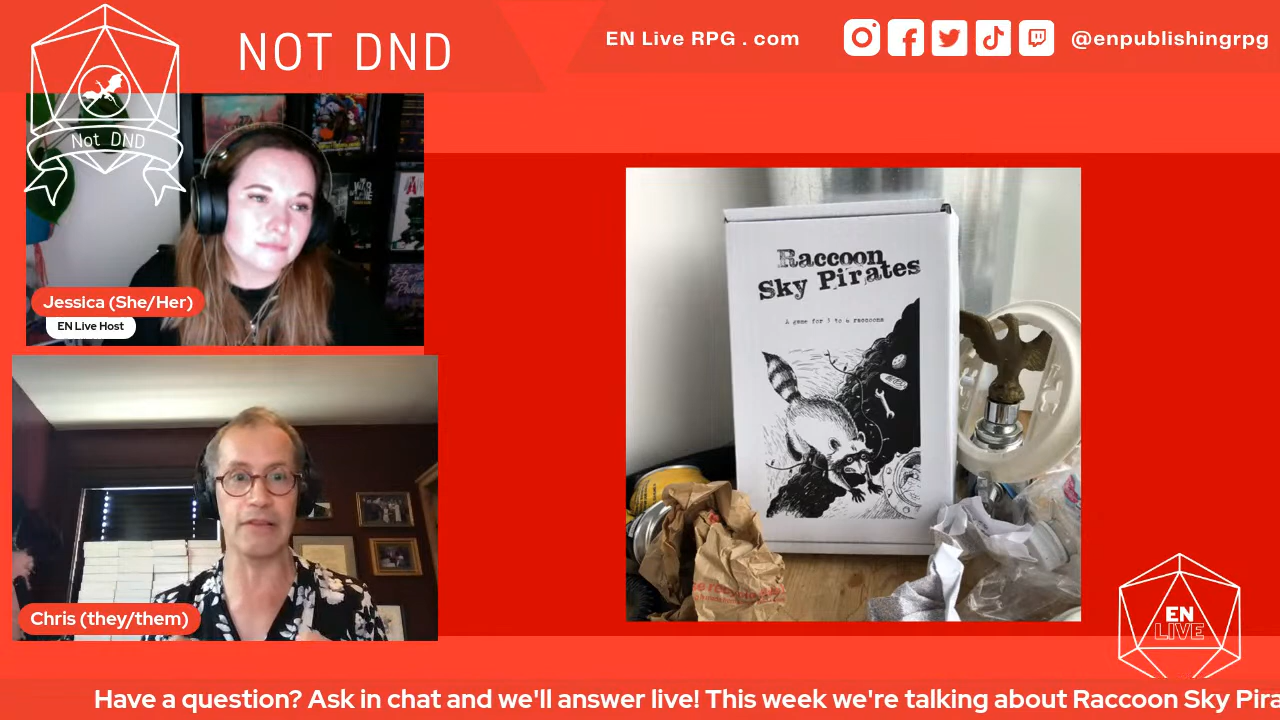 NOT DND
EN Live RPG . com
@enpublishingrpg
Not DND
Jessica (She/Her)
EN Live Host
Raccoon
Sky Pirates
A game for 1 to 6 raccoons
Chris (they/them)
EN
LIVE
Have a question? Ask in chat and we'll answer live! This week we're talking about Raccoon Sky Pira